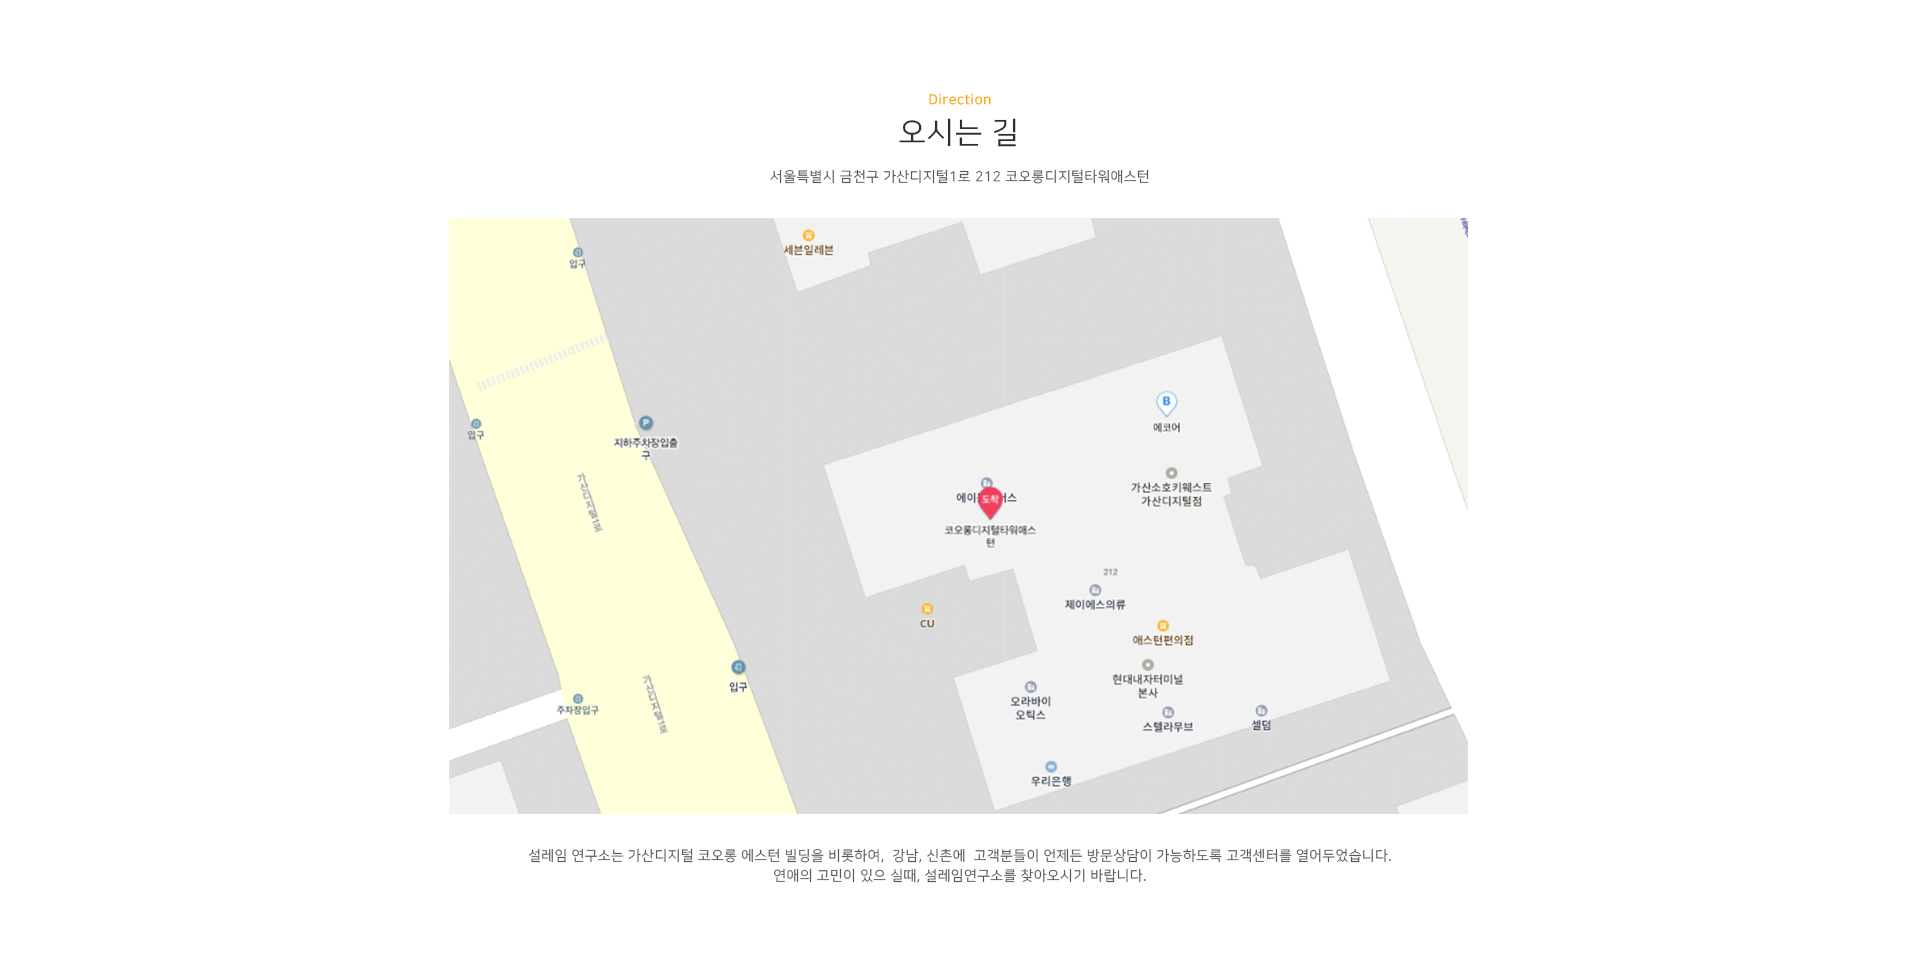 Direction
오시는 길
서울특별시 금천구 가산디지털1로 212 코오롱디지털타워애스턴
세븐일레븐
입구
에코어
입구
지하주차장입출
구
가산디지털1로
가산소호키웨스트
가산디지털점
도착
코오롱디지털타워애스
턴
212
제이에스의류
CU
애스턴편의점
현대내자터미널
본사
입구
가산디지털1로
오라바이
오틱스
주차장입구
스텔라무브
셀덤
우리은행
설레임 연구소는 가산디지털 코오롱 에스턴 빌딩을 비롯하여, 강남, 신촌에 고객분들이 언제든 방문상담이 가능하도록 고객센터를 열어두었습니다.
연애의 고민이 있으 실때, 설레임연구소를 찾아오시기 바랍니다.